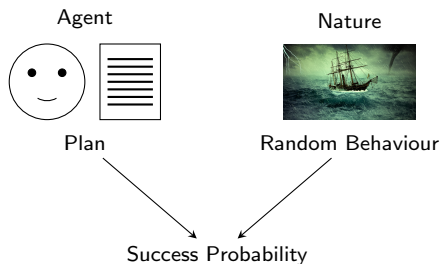 Agent
Nature
Plan
Random Behaviour
Success Probability